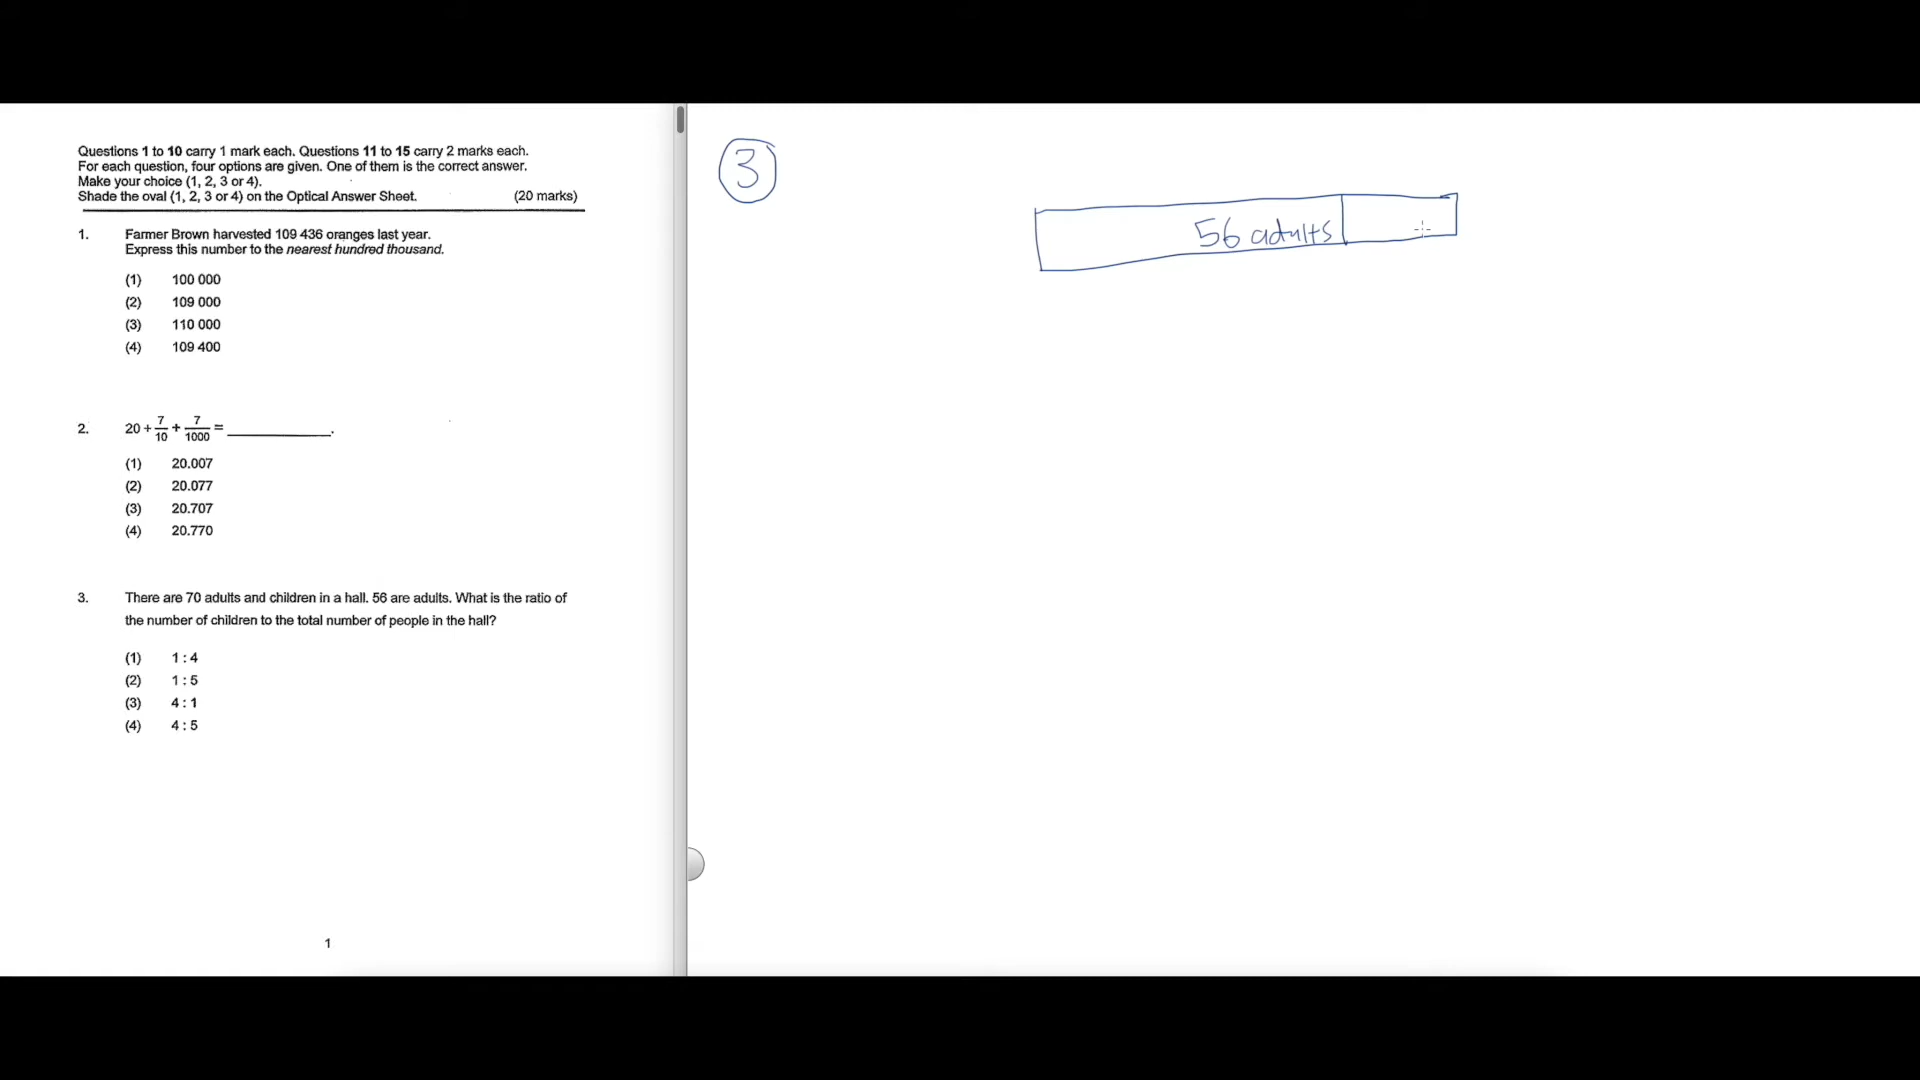 Questions 1 to 10 carry 1 mark each. Questions 11 to 15 carry 2 marks each.
For each question, four options are given. One of them is the correct answer.
Make your choice (1, 2, 3 or 4).
Shade the oval (1, 2, 3 or 4) on the Optical Answer Sheet. (20 marks)
1. Farmer Brown harvested 109 436 oranges last year.
Express this number to the nearest hundred thousand.
(1) 100 000
(2) 109 000
(3) 110 000
(4) 109 400
2. 20 + 7/10 + 7/1000 = ____________.
(1) 20.007
(2) 20.077
(3) 20.707
(4) 20.770
3. There are 70 adults and children in a hall. 56 are adults. What is the ratio of
the number of children to the total number of people in the hall?
(1) 1 : 4
(2) 1 : 5
(3) 4 : 1
(4) 4 : 5
1
3
56 adults